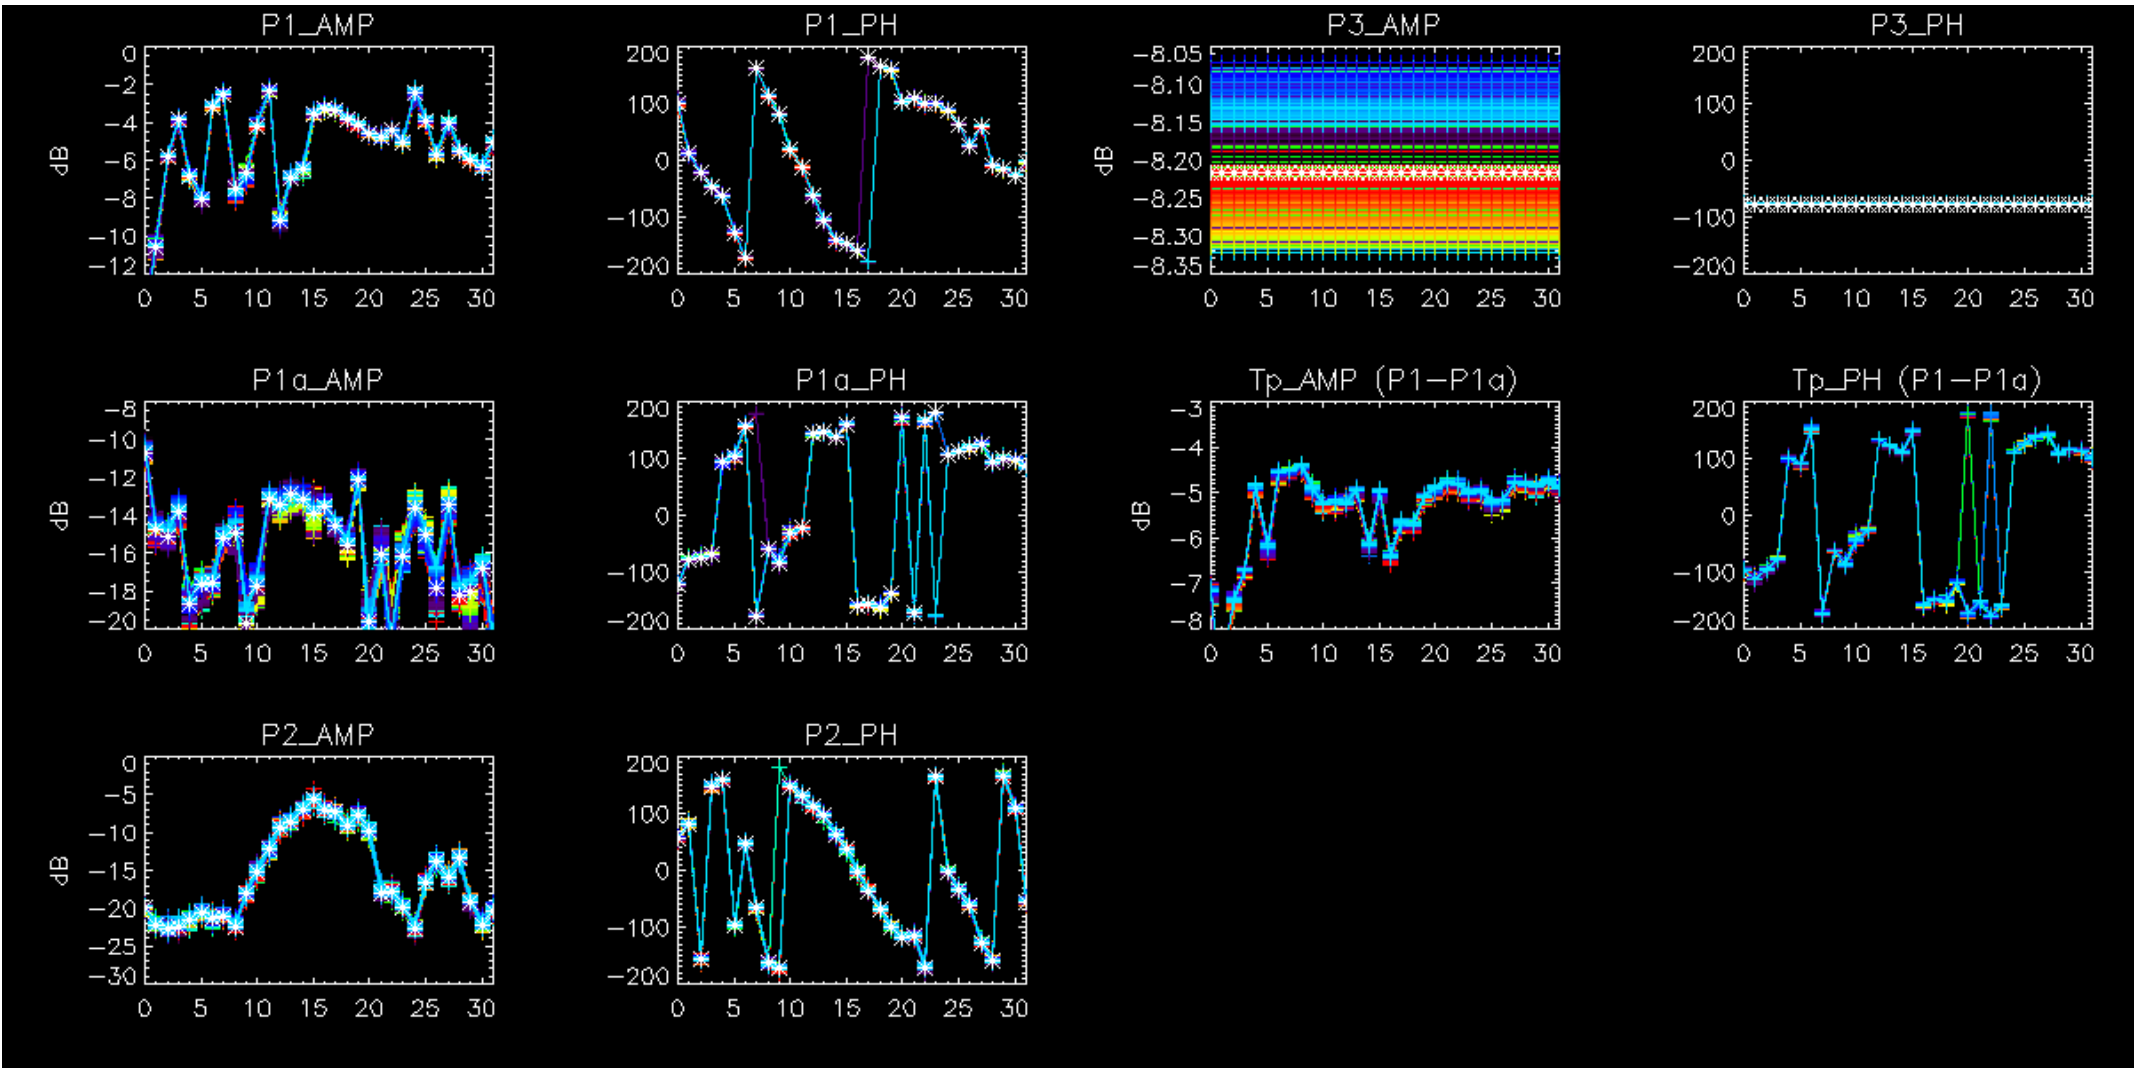 P1_AMP
P1_PH
P3_AMP
P3_PH
dB
0
−2
−4
−6
−8
−10
−12
0 5 10 15 20 25 30
200
100
0
−100
−200
0 5 10 15 20 25 30
dB
−8.05
−8.10
−8.15
−8.20
−8.25
−8.30
−8.35
0 5 10 15 20 25 30
200
100
0
−100
−200
0 5 10 15 20 25 30
P1a_AMP
P1a_PH
Tp_AMP (P1−P1a)
Tp_PH (P1−P1a)
dB
−8
−10
−12
−14
−16
−18
−20
0 5 10 15 20 25 30
200
100
0
−100
−200
0 5 10 15 20 25 30
dB
−3
−4
−5
−6
−7
−8
0 5 10 15 20 25 30
200
100
0
−100
−200
0 5 10 15 20 25 30
P2_AMP
P2_PH
dB
0
−5
−10
−15
−20
−25
−30
0 5 10 15 20 25 30
200
100
0
−100
−200
0 5 10 15 20 25 30